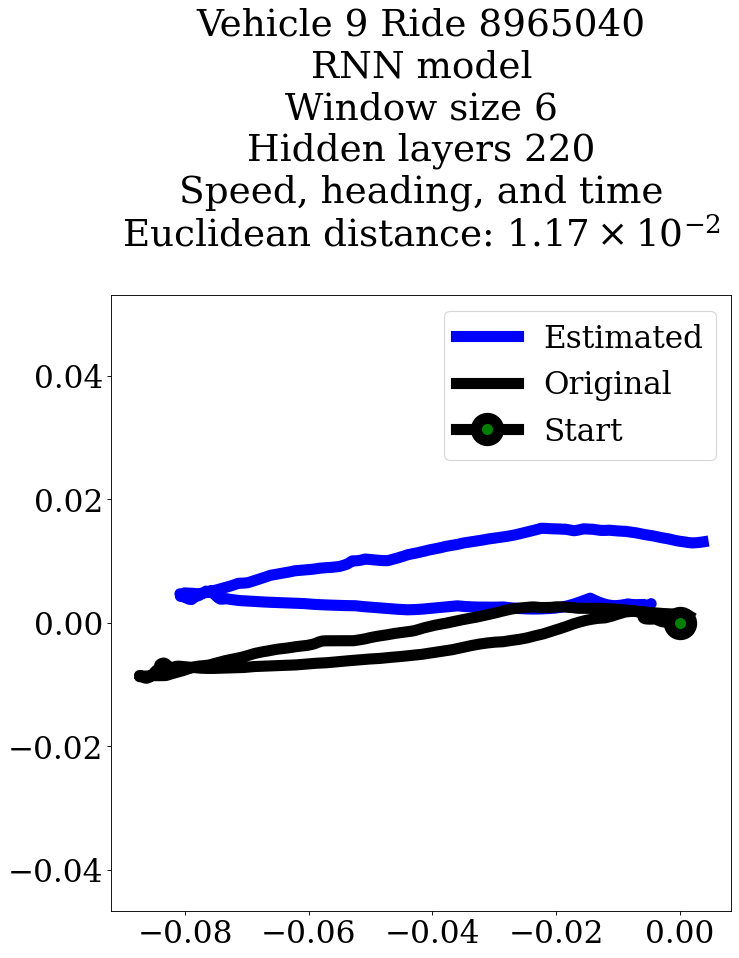 Vehicle 9 Ride 8965040
RNN model
Window size 6
Hidden layers 220
Speed, heading, and time
Euclidean distance: 1.17 × 10⁻²
Estimated
Original
Start
0.04
0.02
0.00
−0.02
−0.04
−0.08 −0.06 −0.04 −0.02 0.00